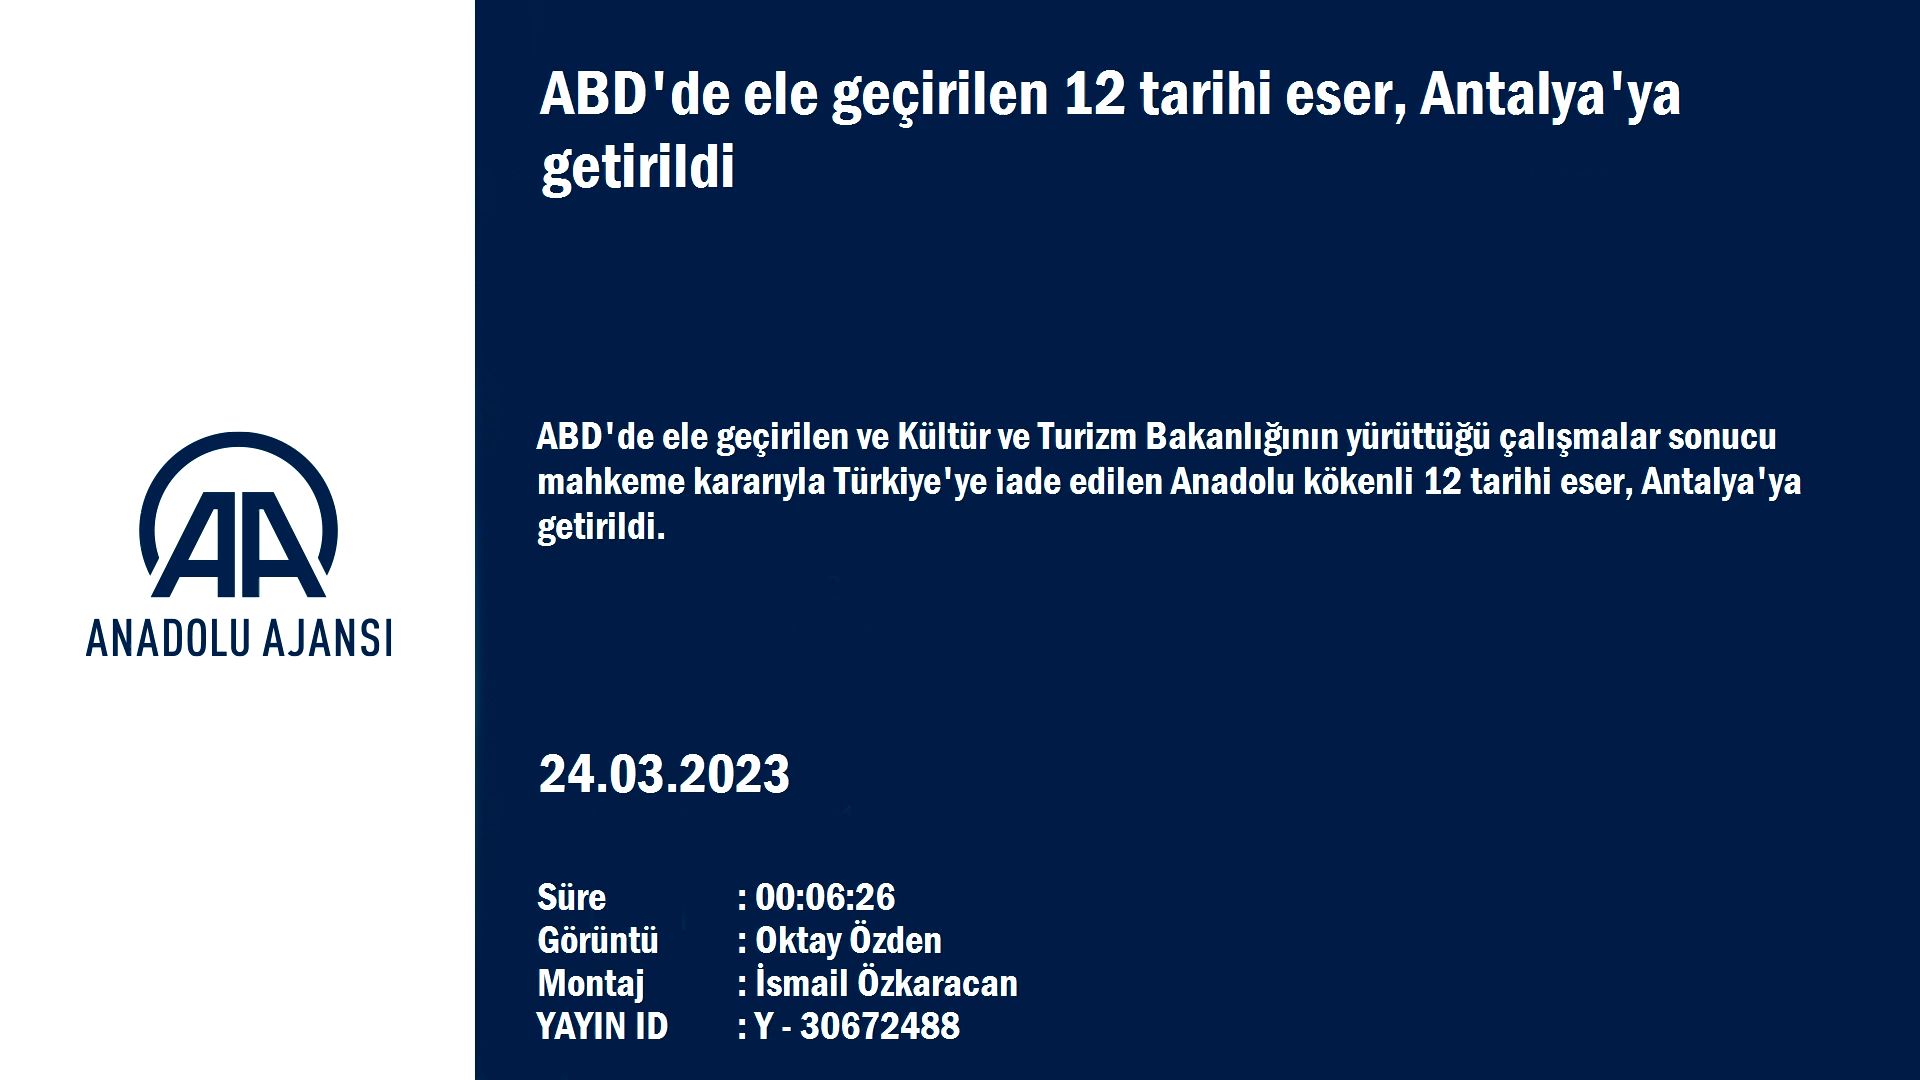 ABD'de ele geçirilen 12 tarihi eser, Antalya'ya
getirildi
ABD'de ele geçirilen ve Kültür ve Turizm Bakanlığının yürüttüğü çalışmalar sonucu
mahkeme kararıyla Türkiye'ye iade edilen Anadolu kökenli 12 tarihi eser, Antalya'ya
getirildi.
AA
ANADOLU AJANSI
24.03.2023
Süre : 00:06:26
Görüntü : Oktay Özden
Montaj : İsmail Özkaracan
YAYIN ID : Y - 30672488